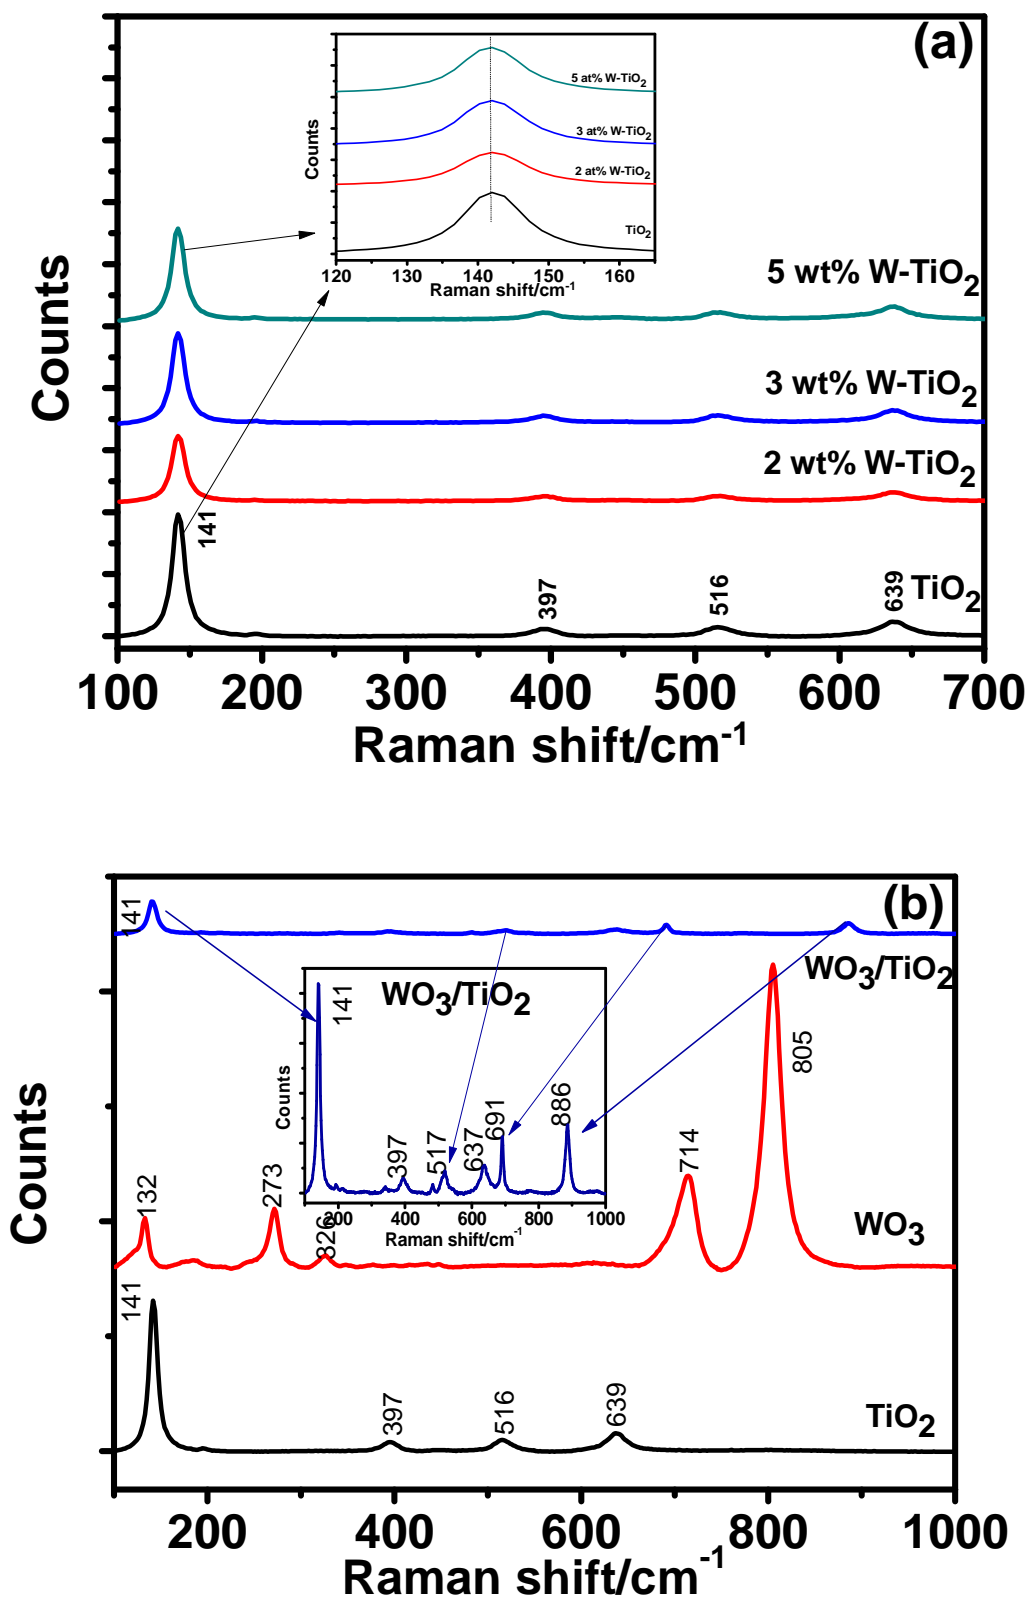 (a)
5 at% W-TiO2
3 at% W-TiO2
2 at% W-TiO2
TiO2
Counts
120 130 140 150 160
Raman shift/cm-1
5 wt% W-TiO2
3 wt% W-TiO2
2 wt% W-TiO2
TiO2
141
397
516
639
Counts
100 200 300 400 500 600 700
Raman shift/cm-1
(b)
141
WO3/TiO2
WO3/TiO2
141
397
517
637
691
886
Counts
200 400 600 800 1000
Raman shift/cm-1
132
273
326
714
805
WO3
141
397
516
639
TiO2
Counts
200 400 600 800 1000
Raman shift/cm-1